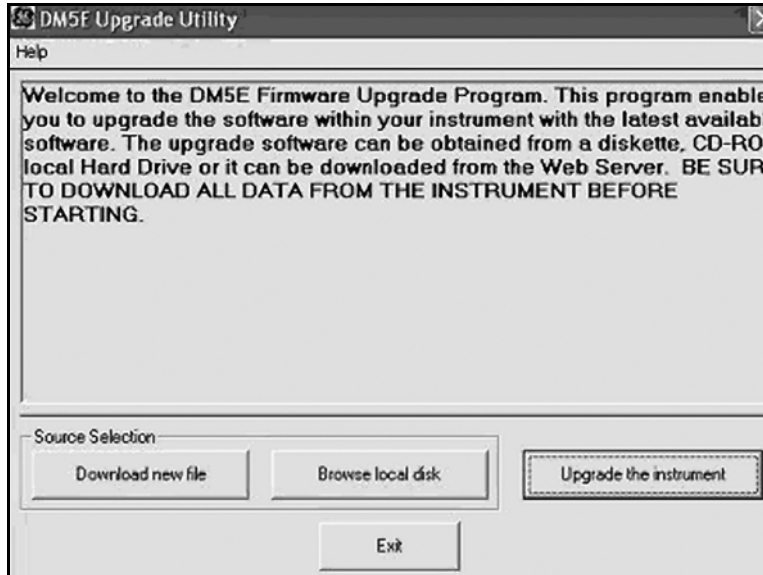 DM5E Upgrade Utility
Help
Welcome to the DM5E Firmware Upgrade Program. This program enable
you to upgrade the software within your instrument with the latest availab
software. The upgrade software can be obtained from a diskette, CD-RO
local Hard Drive or it can be downloaded from the Web Server. BE SUR
TO DOWNLOAD ALL DATA FROM THE INSTRUMENT BEFORE
STARTING.
Source Selection
Download new file
Browse local disk
Upgrade the instrument
Exit